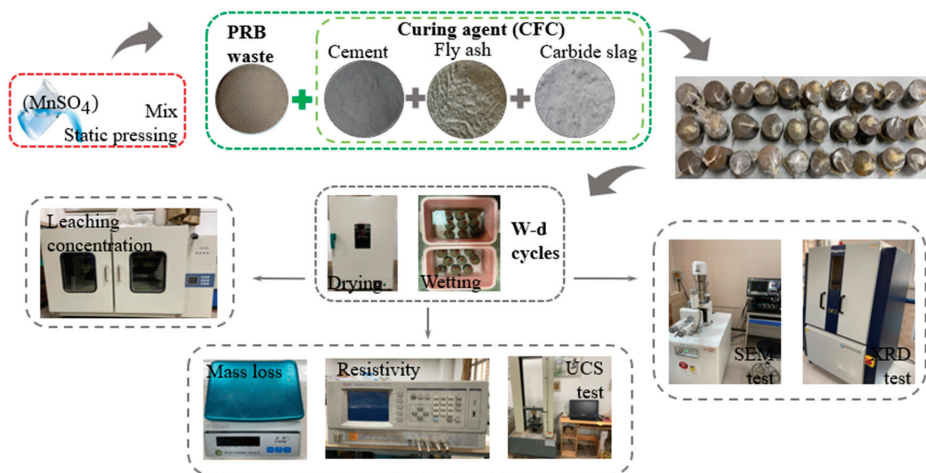 (MnSO₄)
Mix
Static pressing
PRB
waste
Curing agent (CFC)
Cement
Fly ash
Carbide slag
Leaching
concentration
Drying
Wetting
W-d
cycles
Mass loss
Resistivity
UCS
test
SEM
test
XRD
test